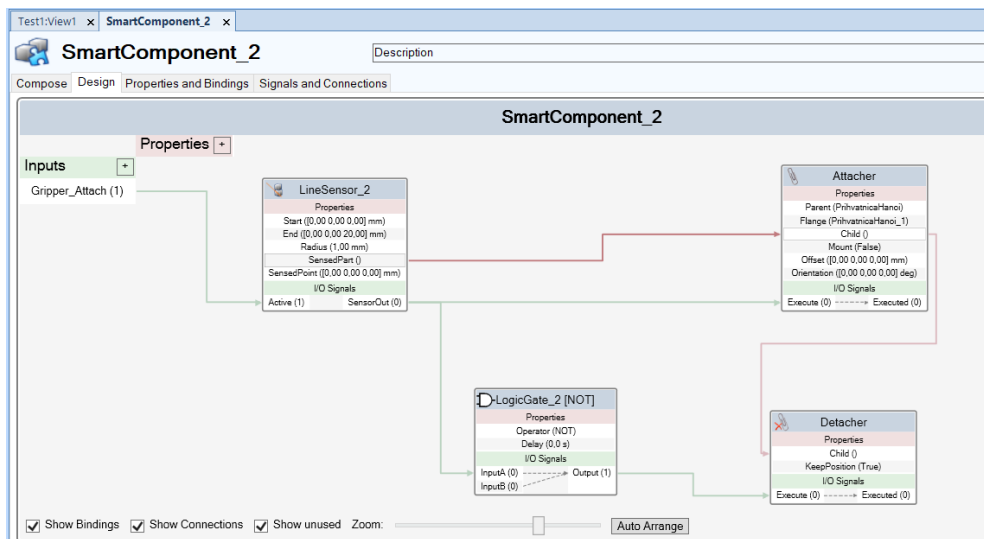 Test1:View1 x SmartComponent_2 x
SmartComponent_2
Description
Compose Design Properties and Bindings Signals and Connections
SmartComponent_2
Properties +
Inputs +
Gripper_Attach (1)
LineSensor_2
Properties
Start ([0,00 0,00 0,00] mm)
End ([0,00 0,00 20,00] mm)
Radius (1,00 mm)
SensedPart ()
SensedPoint ([0,00 0,00 0,00] mm)
I/O Signals
Active (1) SensorOut (0)
Attacher
Properties
Parent (PrihvatnicaHanoi)
Flange (PrihvatnicaHanoi_1)
Child ()
Mount (False)
Offset ([0,00 0,00 0,00] mm)
Orientation ([0,00 0,00 0,00] deg)
I/O Signals
Execute (0) Executed (0)
LogicGate_2 [NOT]
Properties
Operator (NOT)
Delay (0,0 s)
I/O Signals
InputA (0) Output (1)
InputB (0)
Detacher
Properties
Child ()
KeepPosition (True)
I/O Signals
Execute (0) Executed (0)
Show Bindings Show Connections Show unused Zoom: Auto Arrange